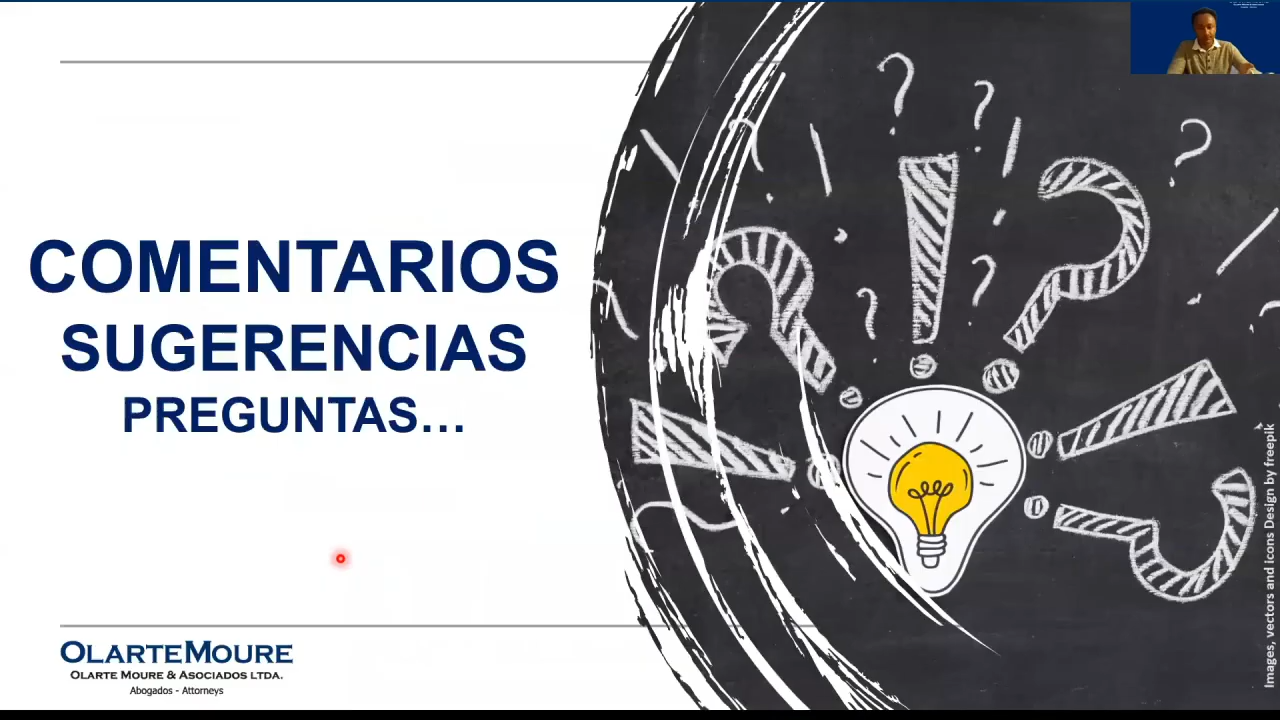 COMENTARIOS
SUGERENCIAS
PREGUNTAS...
OLARTEMOURE
OLARTE MOURE & ASOCIADOS LTDA.
Abogados - Attorneys
Images, vectors and icons Design by freepik